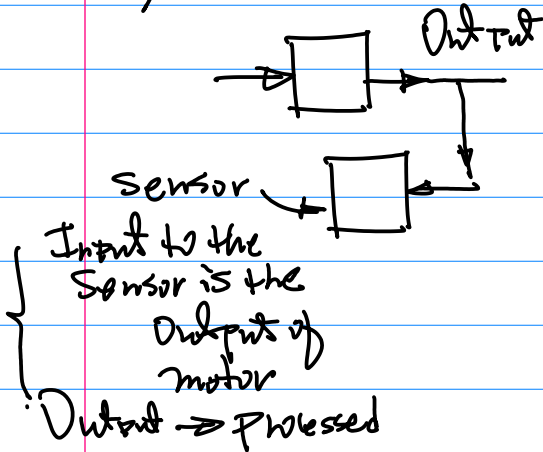 Output
Sensor
Input to the
Sensor is the
Output of
motor
Output → Processed